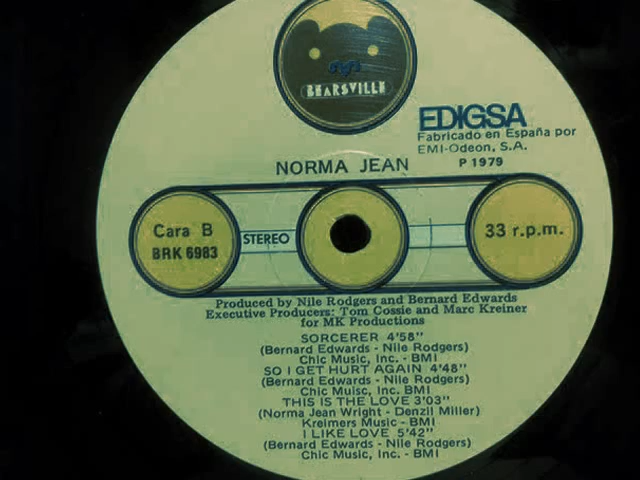 BEARSVILLE
EDIGSA
Fabricado en España por
EMI-Odeon, S.A.
P 1979
NORMA JEAN
Cara B
BRK 6983
STEREO
33 r.p.m.
Produced by Nile Rodgers and Bernard Edwards
Executive Producers: Tom Cossie and Marc Kreiner
for MK Productions
SORCERER 4'58"
(Bernard Edwards - Nile Rodgers)
Chic Music, Inc. - BMI
SO I GET HURT AGAIN 4'48"
(Bernard Edwards - Nile Rodgers)
Chic Muisc, Inc. - BMI
THIS IS THE LOVE 3'03"
(Norma Jean Wright - Denzil Miller)
Kreimers Music - BMI
I LIKE LOVE 5'42"
(Bernard Edwards - Nile Rodgers)
Chic Music, Inc. - BMI